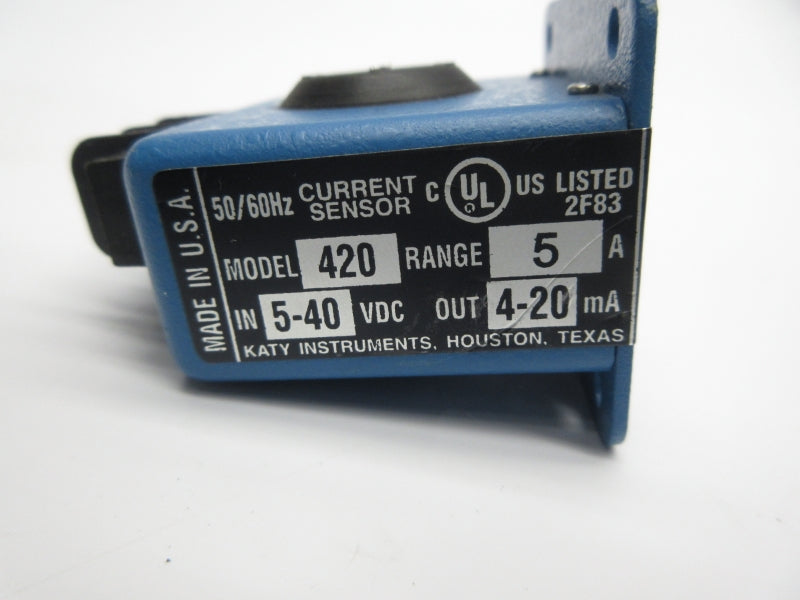 MADE IN U.S.A.
50/60Hz CURRENT SENSOR C UL US LISTED 2F83
MODEL 420 RANGE 5 A
IN 5-40 VDC OUT 4-20 mA
KATY INSTRUMENTS, HOUSTON, TEXAS